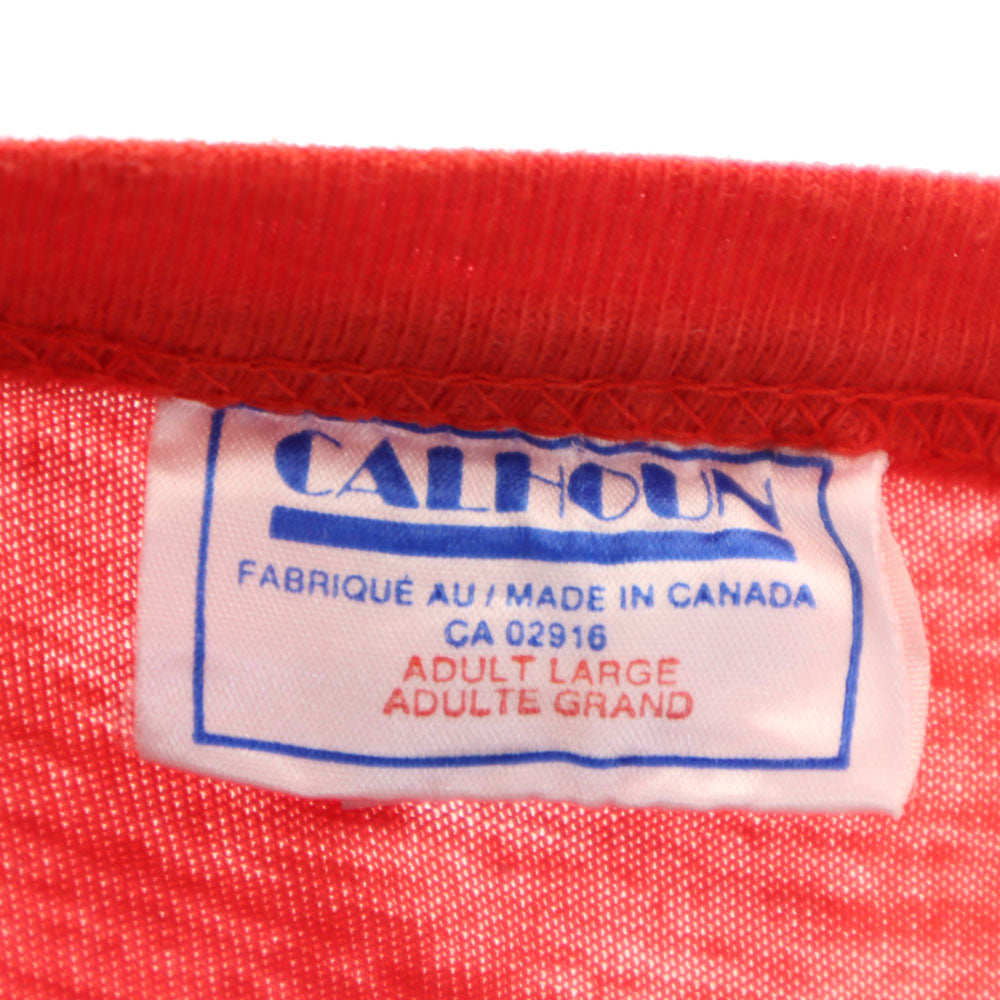 CALHOUN
FABRIQUÉ AU / MADE IN CANADA
CA 02916
ADULT LARGE
ADULTE GRAND